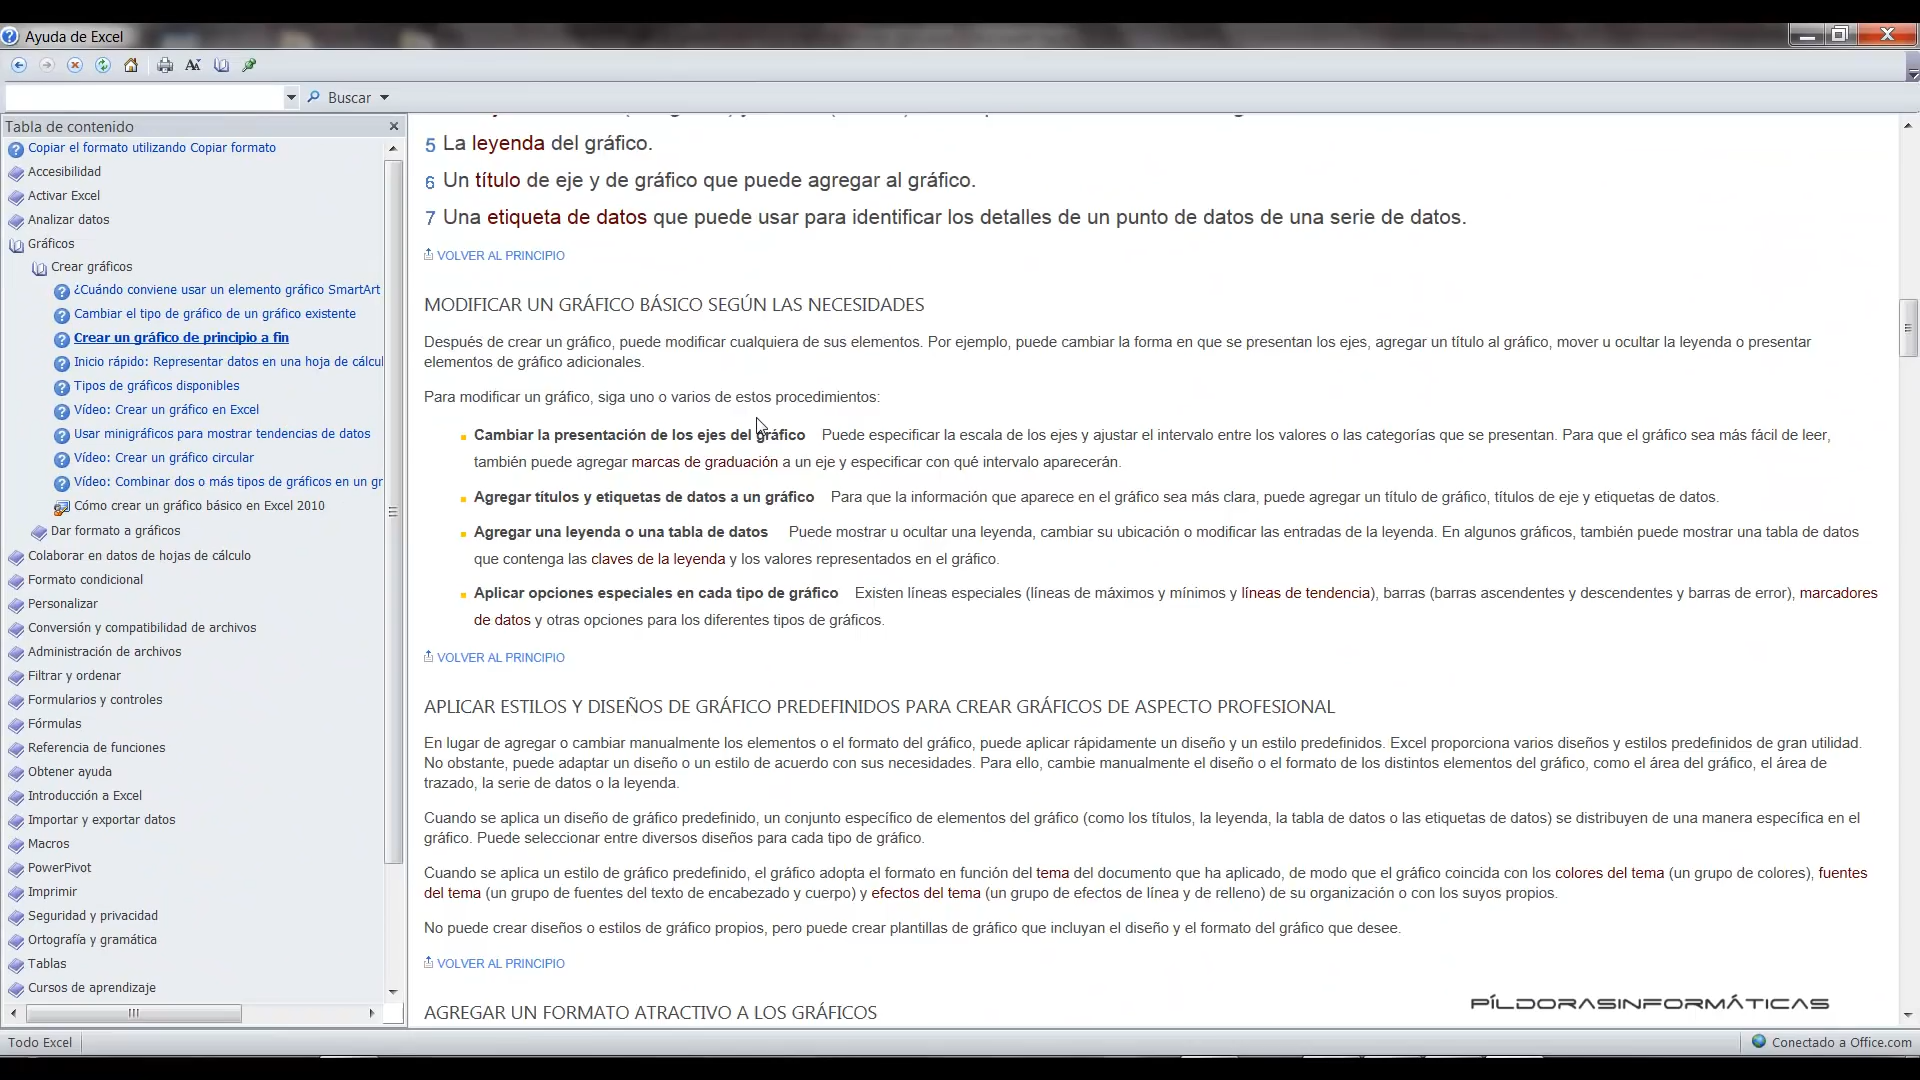 Ayuda de Excel
Buscar
Tabla de contenido
Copiar el formato utilizando Copiar formato
Accesibilidad
Activar Excel
Analizar datos
Gráficos
Crear gráficos
¿Cuándo conviene usar un elemento gráfico SmartArt
Cambiar el tipo de gráfico de un gráfico existente
Crear un gráfico de principio a fin
Inicio rápido: Representar datos en una hoja de cálcul
Tipos de gráficos disponibles
Vídeo: Crear un gráfico en Excel
Usar minigráficos para mostrar tendencias de datos
Vídeo: Crear un gráfico circular
Vídeo: Combinar dos o más tipos de gráficos en un gr
Cómo crear un gráfico básico en Excel 2010
Dar formato a gráficos
Colaborar en datos de hojas de cálculo
Formato condicional
Personalizar
Conversión y compatibilidad de archivos
Administración de archivos
Filtrar y ordenar
Formularios y controles
Fórmulas
Referencia de funciones
Obtener ayuda
Introducción a Excel
Importar y exportar datos
Macros
PowerPivot
Imprimir
Seguridad y privacidad
Ortografía y gramática
Tablas
Cursos de aprendizaje
5 La leyenda del gráfico.
6 Un título de eje y de gráfico que puede agregar al gráfico.
7 Una etiqueta de datos que puede usar para identificar los detalles de un punto de datos de una serie de datos.
VOLVER AL PRINCIPIO
MODIFICAR UN GRÁFICO BÁSICO SEGÚN LAS NECESIDADES
Después de crear un gráfico, puede modificar cualquiera de sus elementos. Por ejemplo, puede cambiar la forma en que se presentan los ejes, agregar un título al gráfico, mover u ocultar la leyenda o presentar
elementos de gráfico adicionales.
Para modificar un gráfico, siga uno o varios de estos procedimientos:
Cambiar la presentación de los ejes del gráfico Puede especificar la escala de los ejes y ajustar el intervalo entre los valores o las categorías que se presentan. Para que el gráfico sea más fácil de leer,
también puede agregar marcas de graduación a un eje y especificar con qué intervalo aparecerán.
Agregar títulos y etiquetas de datos a un gráfico Para que la información que aparece en el gráfico sea más clara, puede agregar un título de gráfico, títulos de eje y etiquetas de datos.
Agregar una leyenda o una tabla de datos Puede mostrar u ocultar una leyenda, cambiar su ubicación o modificar las entradas de la leyenda. En algunos gráficos, también puede mostrar una tabla de datos
que contenga las claves de la leyenda y los valores representados en el gráfico.
Aplicar opciones especiales en cada tipo de gráfico Existen líneas especiales (líneas de máximos y mínimos y líneas de tendencia), barras (barras ascendentes y descendentes y barras de error), marcadores
de datos y otras opciones para los diferentes tipos de gráficos.
VOLVER AL PRINCIPIO
APLICAR ESTILOS Y DISEÑOS DE GRÁFICO PREDEFINIDOS PARA CREAR GRÁFICOS DE ASPECTO PROFESIONAL
En lugar de agregar o cambiar manualmente los elementos o el formato del gráfico, puede aplicar rápidamente un diseño y un estilo predefinidos. Excel proporciona varios diseños y estilos predefinidos de gran utilidad.
No obstante, puede adaptar un diseño o un estilo de acuerdo con sus necesidades. Para ello, cambie manualmente el diseño o el formato de los distintos elementos del gráfico, como el área del gráfico, el área de
trazado, la serie de datos o la leyenda.
Cuando se aplica un diseño de gráfico predefinido, un conjunto específico de elementos del gráfico (como los títulos, la leyenda, la tabla de datos o las etiquetas de datos) se distribuyen de una manera específica en el
gráfico. Puede seleccionar entre diversos diseños para cada tipo de gráfico.
Cuando se aplica un estilo de gráfico predefinido, el gráfico adopta el formato en función del tema del documento que ha aplicado, de modo que el gráfico coincida con los colores del tema (un grupo de colores), fuentes
del tema (un grupo de fuentes del texto de encabezado y cuerpo) y efectos del tema (un grupo de efectos de línea y de relleno) de su organización o con los suyos propios.
No puede crear diseños o estilos de gráfico propios, pero puede crear plantillas de gráfico que incluyan el diseño y el formato del gráfico que desee.
VOLVER AL PRINCIPIO
AGREGAR UN FORMATO ATRACTIVO A LOS GRÁFICOS
PÍLDORASINFORMÁTICAS
Todo Excel
Conectado a Office.com